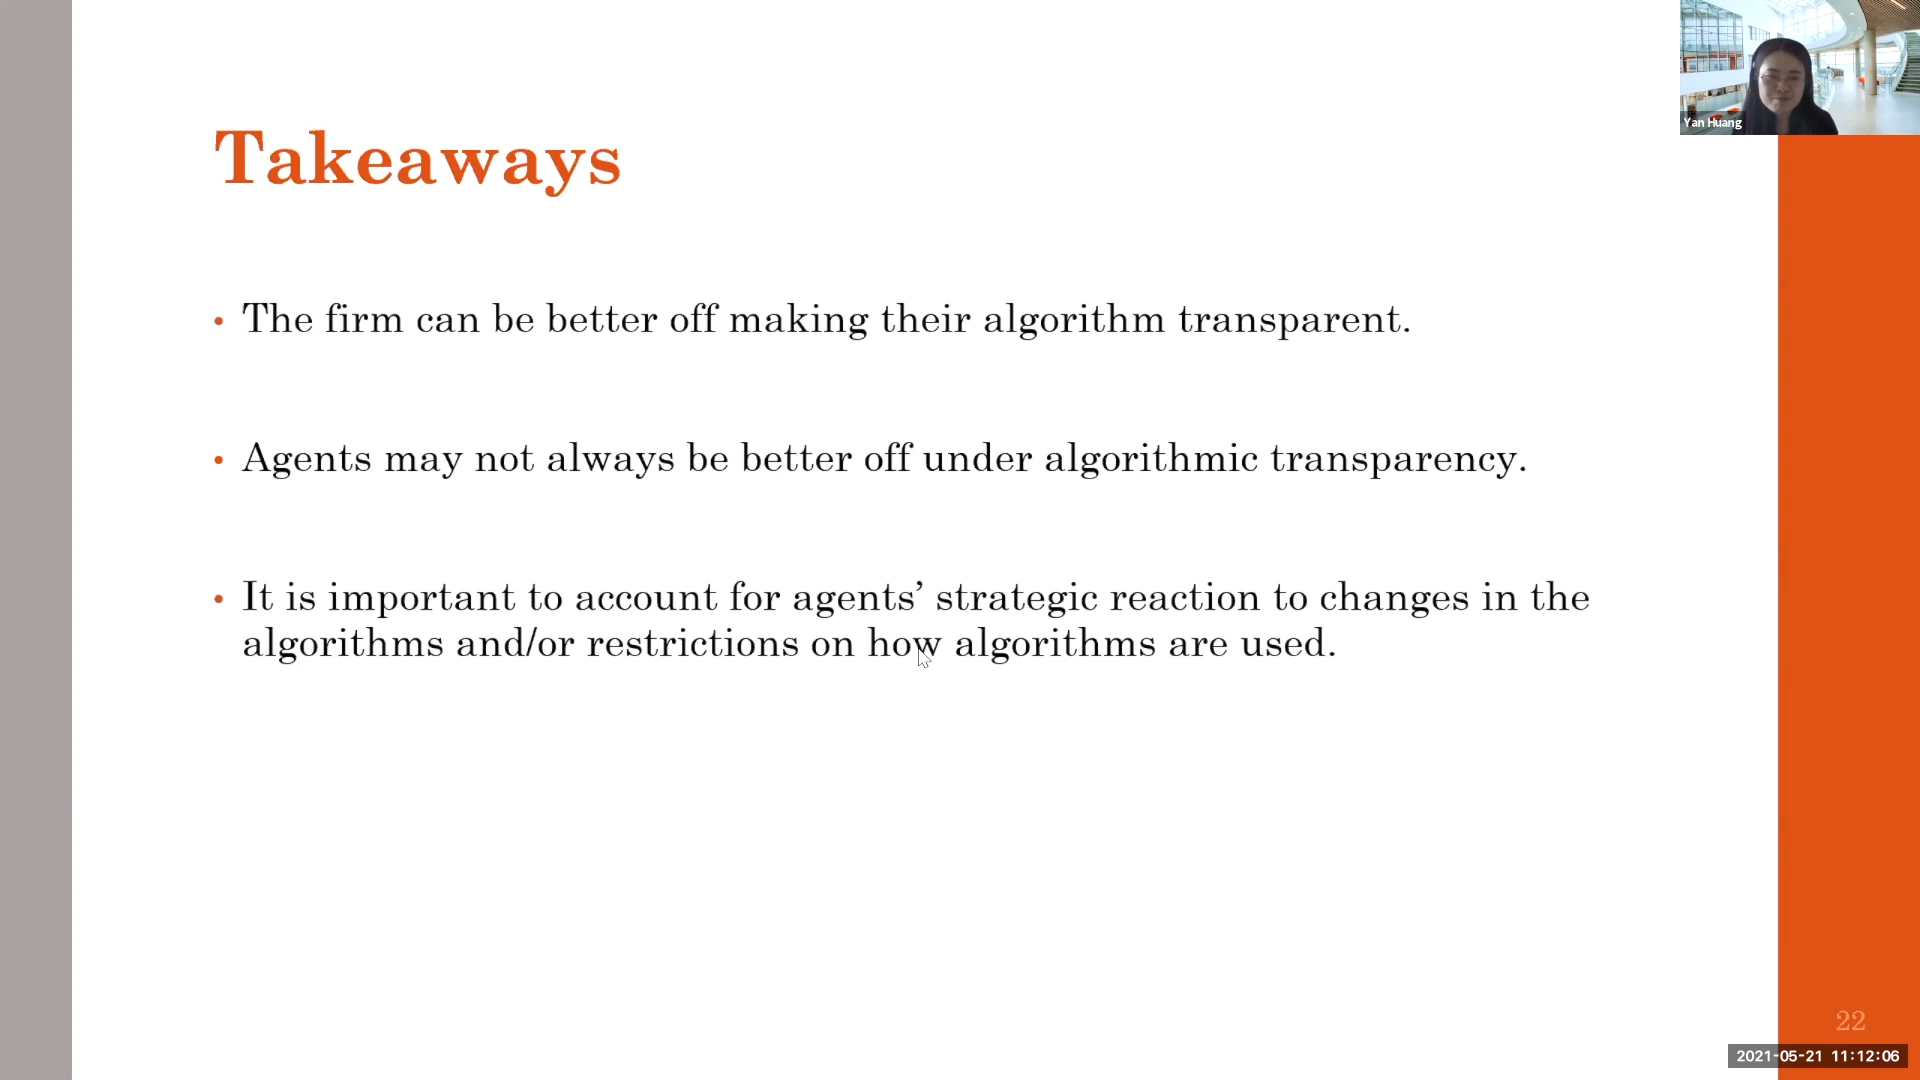 Yan Huang
Takeaways
• The firm can be better off making their algorithm transparent.
• Agents may not always be better off under algorithmic transparency.
• It is important to account for agents’ strategic reaction to changes in the
algorithms and/or restrictions on how algorithms are used.
22
2021-05-21 11:12:06